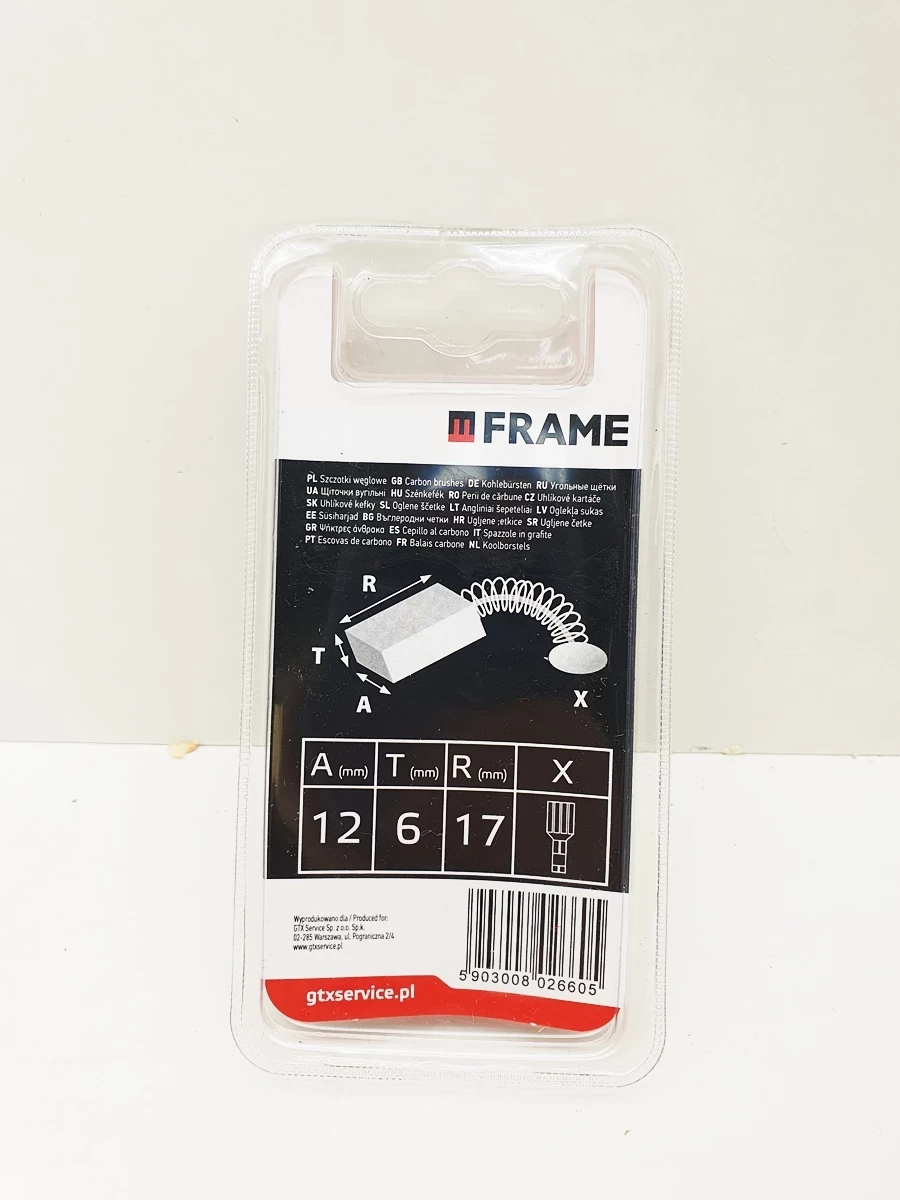 FRAME
PL Szczotki węglowe GB Carbon brushes DE Kohlebürsten RU Угольные щётки
UA Щіточки вугільні HU Szénkefék RO Perii de cărbune CZ Uhlíkové kartáče
SK Uhlíkové kefky SL Oglene ščetke LT Angliniai šepeteliai LV Oglekļa sukas
EE Süsiharjad BG Въглеродни четки HR Ugljene ;etkice SR Ugljene četke
GR Ψήκτρες άνθρακα ES Cepillo al carbono IT Spazzole in grafite
PT Escovas de carbono FR Balais carbone NL Koolborstels
R
T
A
X
A (mm) T (mm) R (mm) X
12 6 17
Wyprodukowano dla / Produced for:
GTX Service Sp. z o.o. Sp.k.
02-285 Warszawa, ul. Pograniczna 2/4
www.gtxservice.pl
5 903008 026605
gtxservice.pl